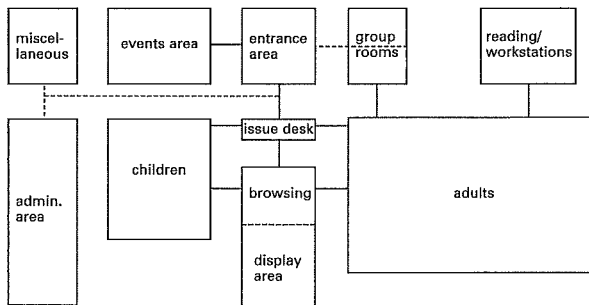 miscel-
laneous
events area
entrance
area
group
rooms
reading/
workstations
issue desk
children
browsing
adults
admin.
area
display
area